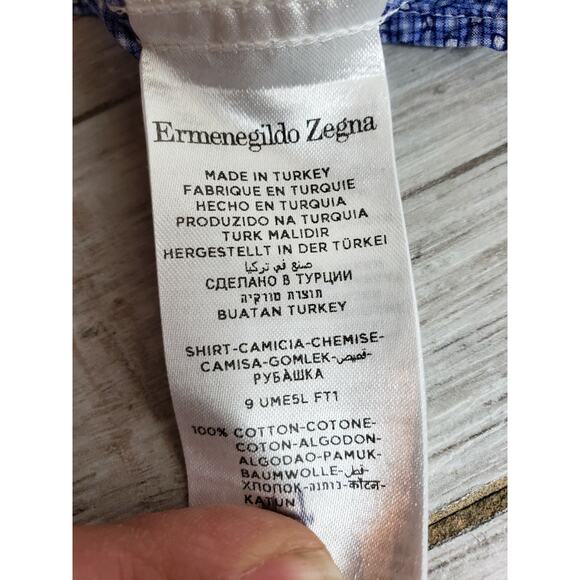 Ermenegildo Zegna
MADE IN TURKEY
FABRIQUE EN TURQUIE
HECHO EN TURQUIA
PRODUZIDO NA TURQUIA
TURK MALIDIR
HERGESTELLT IN DER TÜRKEI
صنع في تركيا
СДЕЛАНО В ТУРЦИИ
תוצרת טורקיה
BUATAN TURKEY
SHIRT-CAMICIA-CHEMISE-
CAMISA-GOMLEK-قميص-
РУБАШКА
9 UME5L FT1
100% COTTON-COTONE-
COTON-ALGODON-
ALGODAO-PAMUK-
BAUMWOLLE-قطن-
ХЛОПОК-כותנה-कॉटन-
KATUN